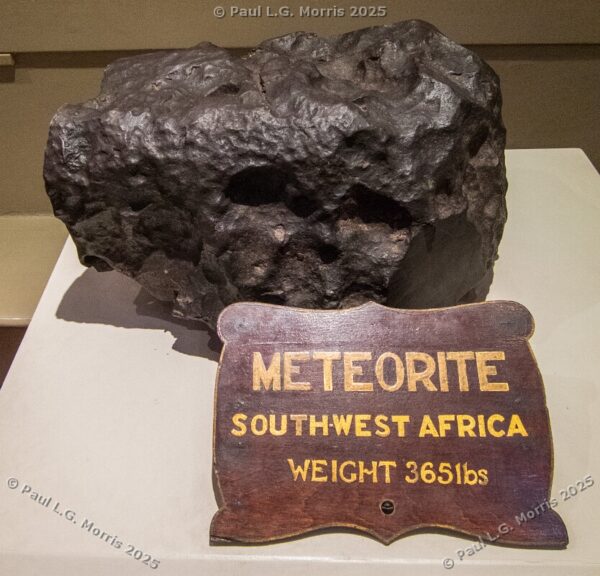 © Paul L.G. Morris 2025
METEORITE
SOUTH-WEST AFRICA
WEIGHT 365lbs
© Paul L.G. Morris 2025
© Paul L.G. Morris 2025